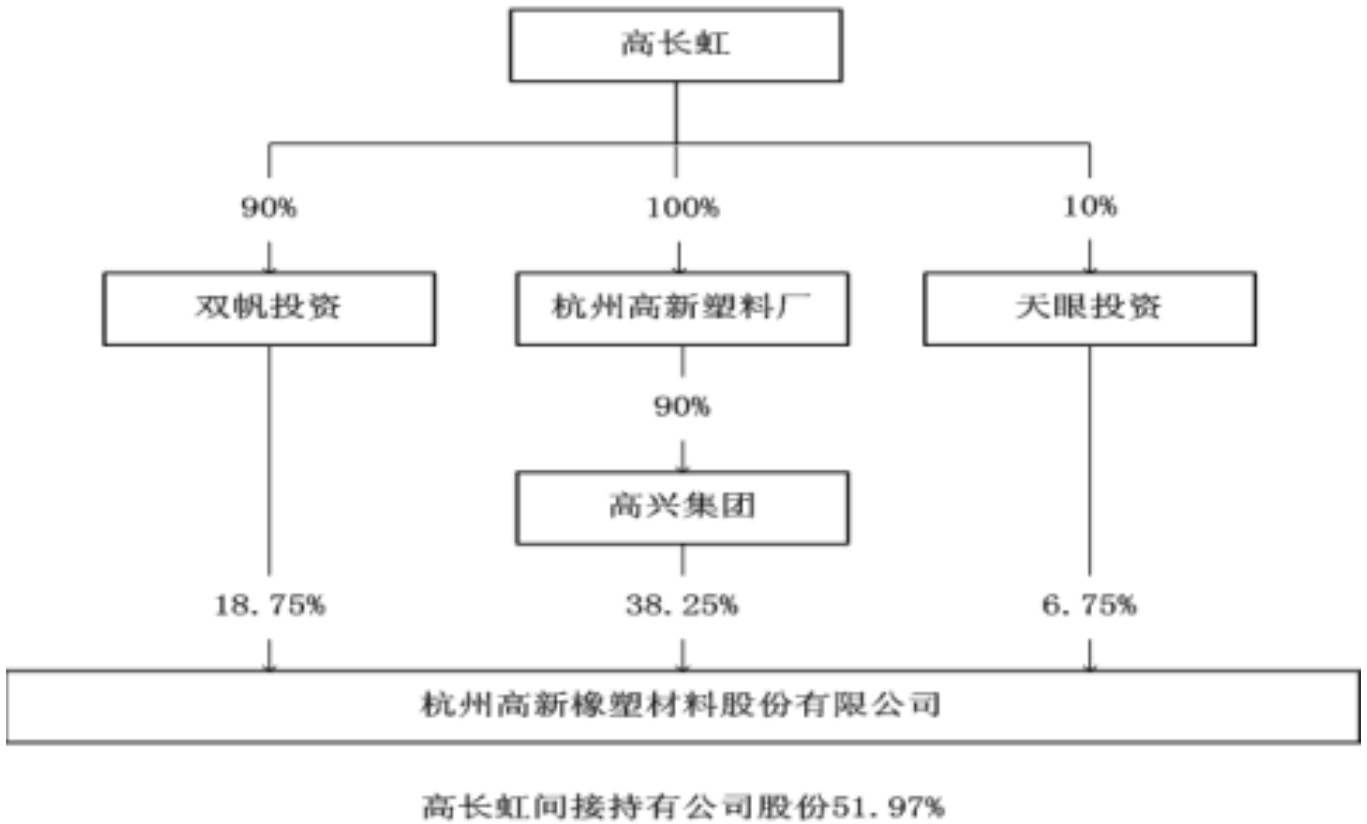 高长虹
90% 100% 10%
双帆投资 杭州高新塑料厂 天眼投资
90%
高兴集团
18.75% 38.25% 6.75%
杭州高新橡塑材料股份有限公司
高长虹间接持有公司股份51.97%